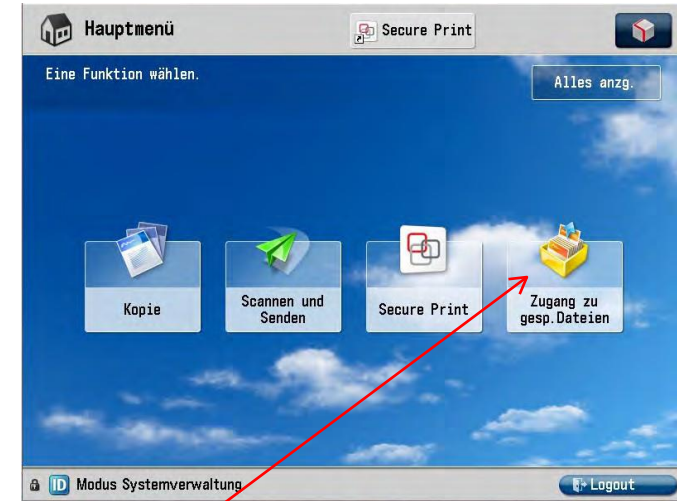 Hauptmenü
Secure Print
Eine Funktion wählen.
Alles anzg.
Kopie
Scannen und
Senden
Secure Print
Zugang zu
gesp.Dateien
ID Modus Systemverwaltung
Logout